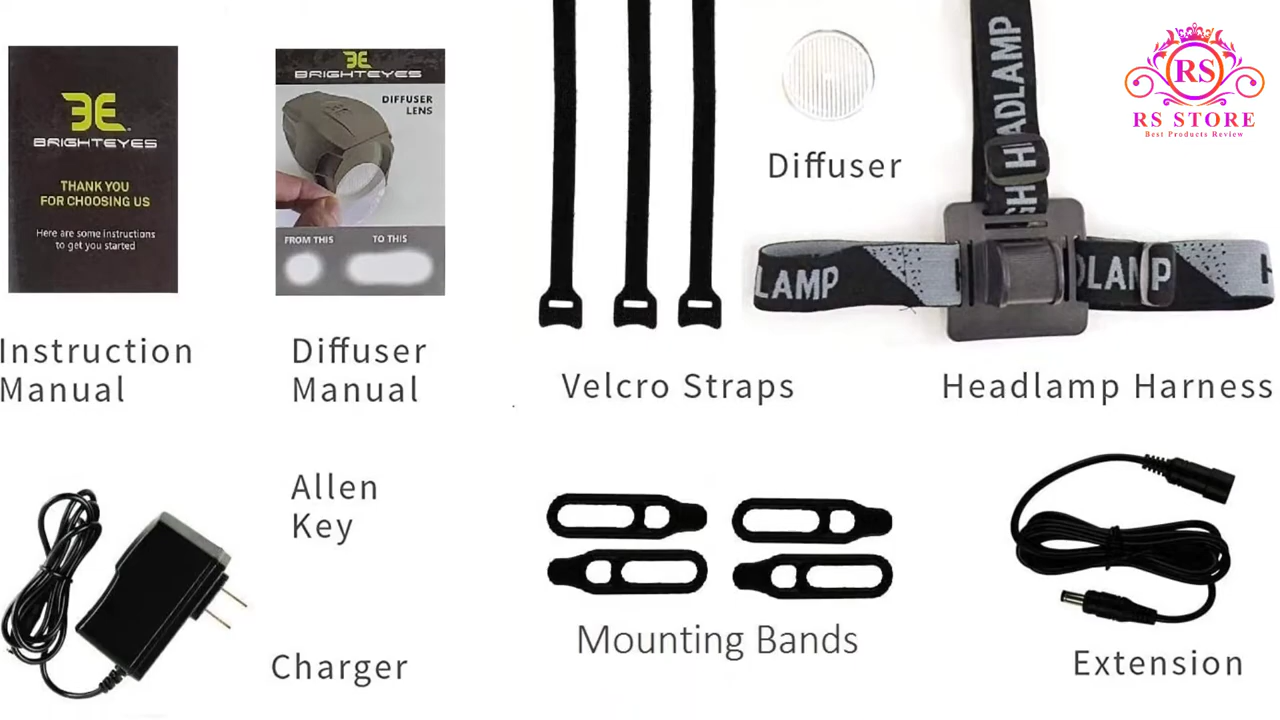 BRIGHTEYES
THANK YOU
FOR CHOOSING US
Here are some instructions
to get you started
Instruction
Manual
BRIGHTEYES
DIFFUSER
LENS
FROM THIS
TO THIS
Diffuser
Manual
Velcro Straps
Diffuser
HIGH HEADLAMP
LAMP
DLAMP
Headlamp Harness
RS
RS STORE
Best Products Review
Charger
Allen
Key
Mounting Bands
Extension